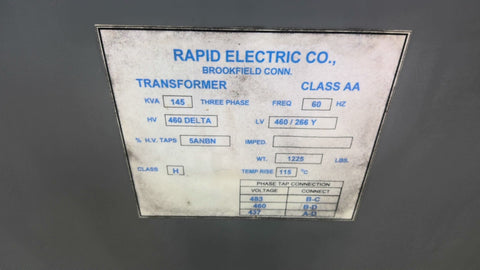 RAPID ELECTRIC CO.,
BROOKFIELD CONN.
TRANSFORMER CLASS AA
KVA 145 THREE PHASE FREQ 60 HZ
HV 460 DELTA LV 460 / 266 Y
% H.V. TAPS 5ANBN IMPED.
WT. 1225 LBS.
CLASS H TEMP RISE 115 °C
PHASE TAP CONNECTION
VOLTAGE CONNECT
483 B-C
460 B-D
437 A-D